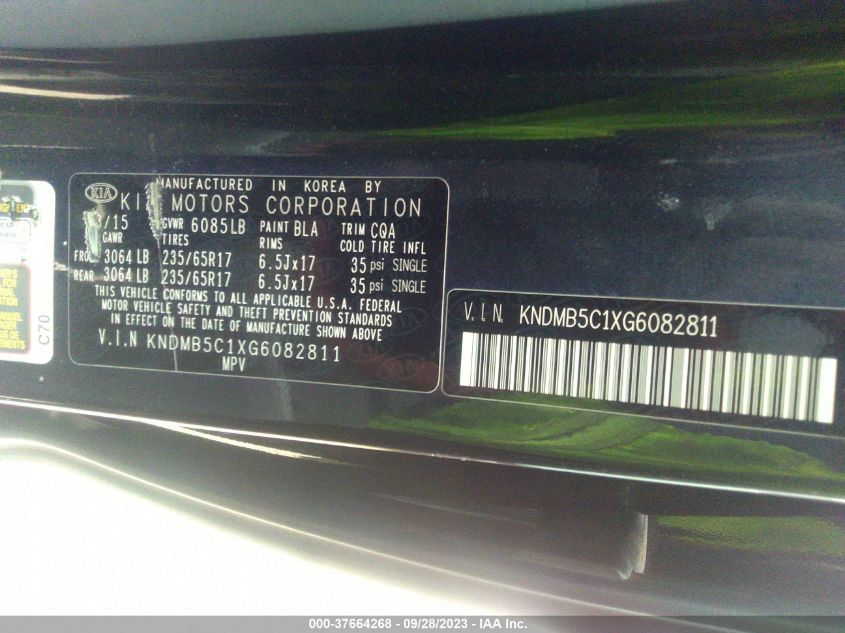 KIA
MANUFACTURED IN KOREA BY
MOTORS CORPORATION
/15 GVWR 6085LB PAINT BLA TRIM CQA
GAWR TIRES RIMS COLD TIRE INFL
3064 LB 235/65R17 6.5Jx17 35 psi SINGLE
REAR 3064 LB 235/65R17 6.5Jx17 35 psi SINGLE
THIS VEHICLE CONFORMS TO ALL APPLICABLE U.S.A. FEDERAL
MOTOR VEHICLE SAFETY AND THEFT PREVENTION STANDARDS
IN EFFECT ON THE DATE OF MANUFACTURE SHOWN ABOVE
V.I.N KNDMB5C1XG6082811
MPV
C70
V.I.N. KNDMB5C1XG6082811
000-37664268 - 09/28/2023 - IAA Inc.